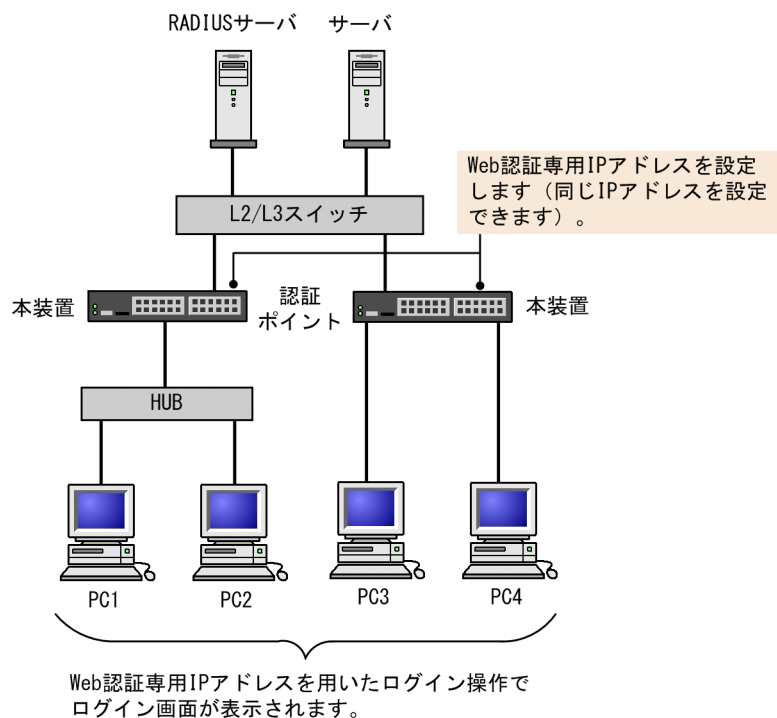 RADIUSサーバ
サーバ
Web認証専用IPアドレスを設定
します（同じIPアドレスを設定
できます）。
L2/L3スイッチ
本装置
認証
ポイント
本装置
HUB
PC1
PC2
PC3
PC4
Web認証専用IPアドレスを用いたログイン操作で
ログイン画面が表示されます。